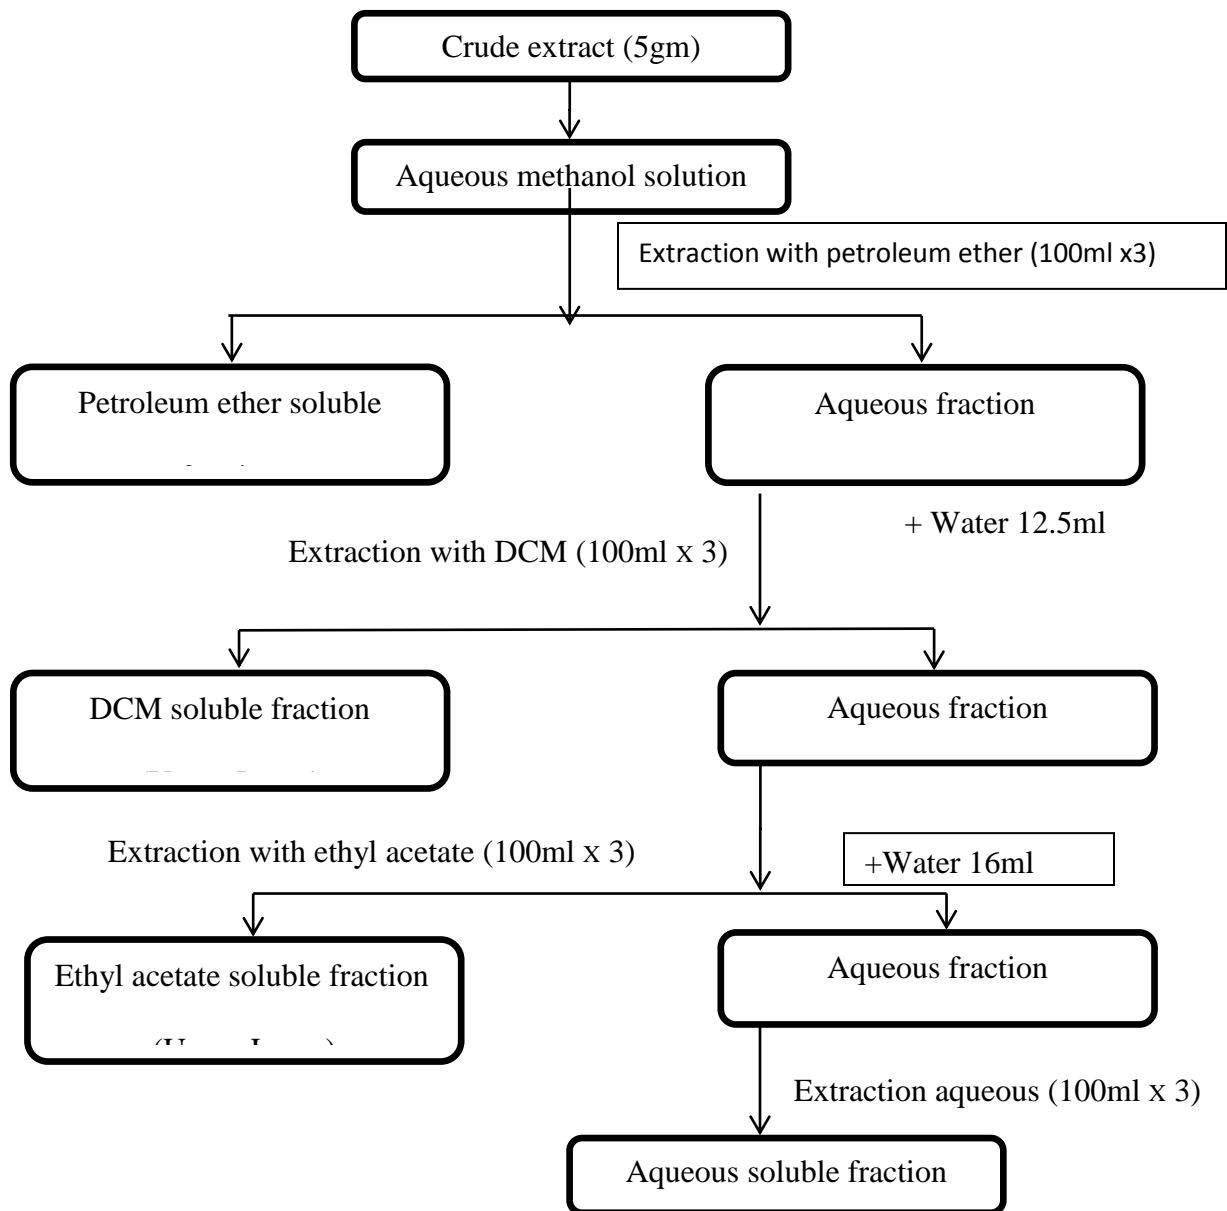 Crude extract (5gm)
Aqueous methanol solution
Extraction with petroleum ether (100ml x3)
Petroleum ether soluble
Aqueous fraction
+ Water 12.5ml
Extraction with DCM (100ml x 3)
DCM soluble fraction
Aqueous fraction
Extraction with ethyl acetate (100ml x 3)
+Water 16ml
Ethyl acetate soluble fraction
Aqueous fraction
Extraction aqueous (100ml x 3)
Aqueous soluble fraction